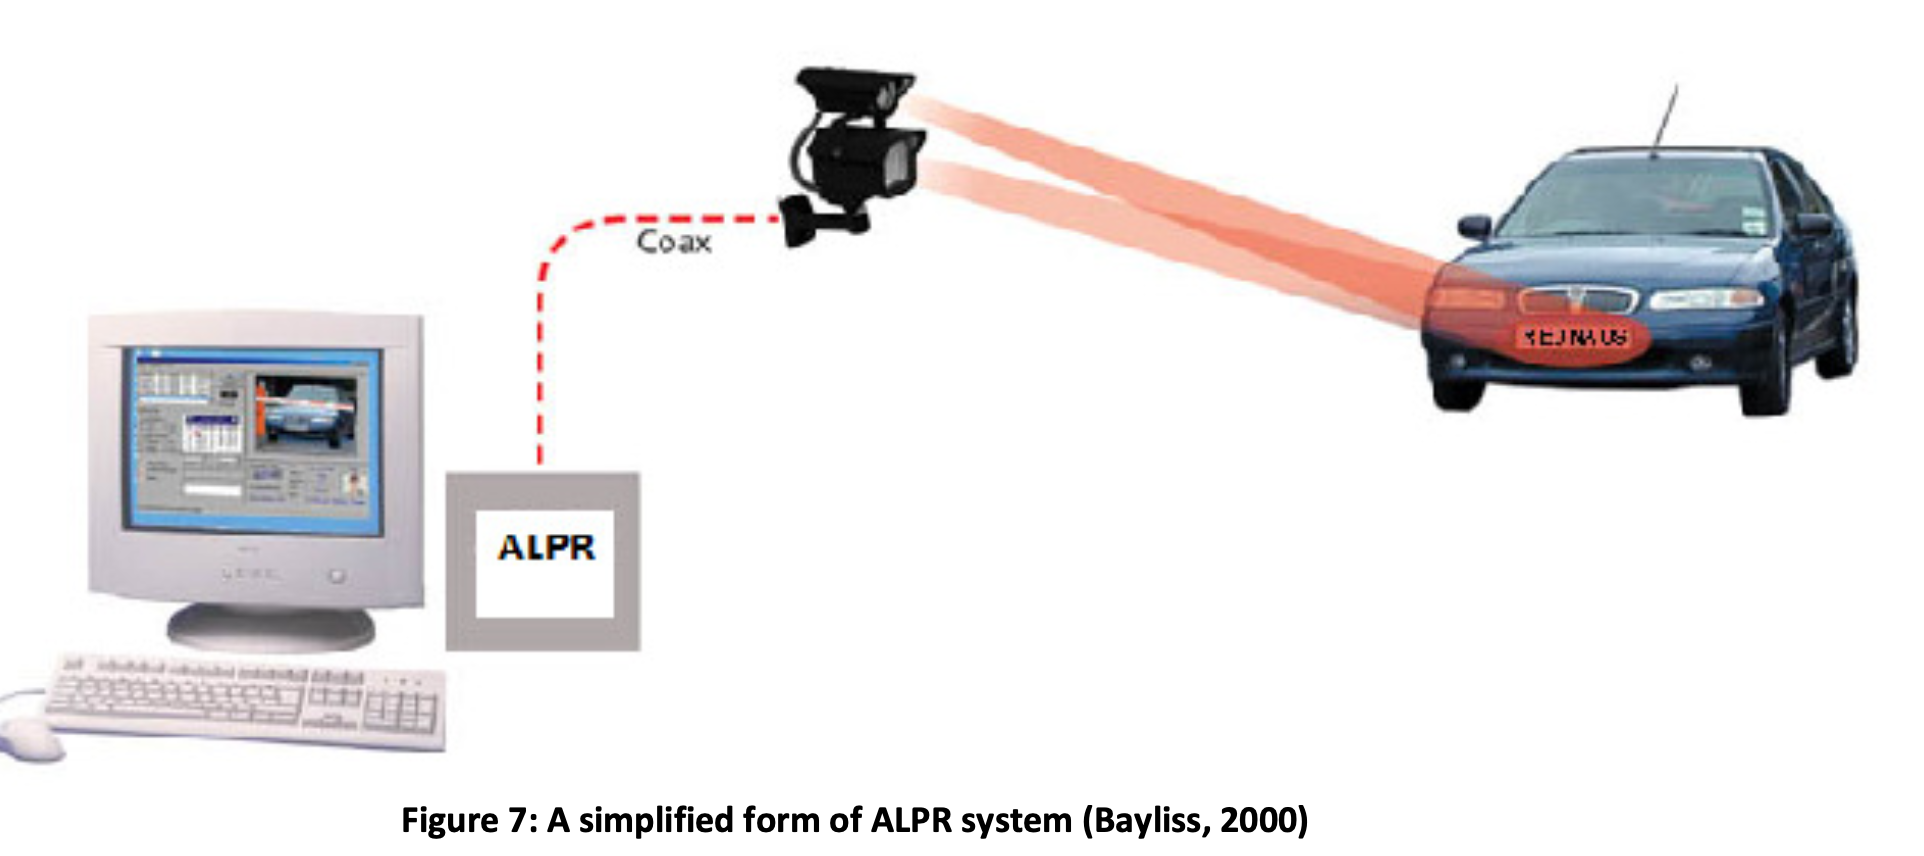 Coax
ALPR
Figure 7: A simplified form of ALPR system (Bayliss, 2000)